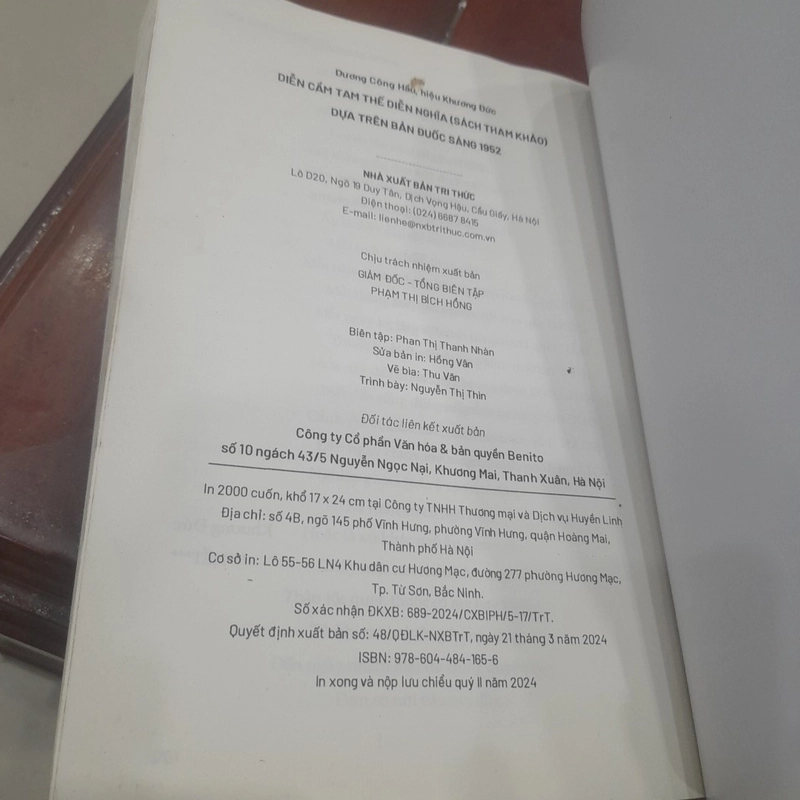 Dương Công Hầu, hiệu Khương Đức
DIỄN CẦM TAM THẾ DIỄN NGHĨA (SÁCH THAM KHẢO)
DỰA TRÊN BẢN ĐUỐC SÁNG 1952
NHÀ XUẤT BẢN TRI THỨC
Lô D20, Ngõ 19 Duy Tân, Dịch Vọng Hậu, Cầu Giấy, Hà Nội
Điện thoại: (024) 6687 8415
E-mail: lienhe@nxbtrithuc.com.vn
Chịu trách nhiệm xuất bản
GIÁM ĐỐC - TỔNG BIÊN TẬP
PHẠM THỊ BÍCH HỒNG
Biên tập: Phan Thị Thanh Nhàn
Sửa bản in: Hồng Vân
Vẽ bìa: Thu Vân
Trình bày: Nguyễn Thị Thìn
Đối tác liên kết xuất bản
Công ty Cổ phần Văn hóa & bản quyền Benito
số 10 ngách 43/5 Nguyễn Ngọc Nại, Khương Mai, Thanh Xuân, Hà Nội
In 2000 cuốn, khổ 17 x 24 cm tại Công ty TNHH Thương mại và Dịch vụ Huyền Linh
Địa chỉ: số 4B, ngõ 145 phố Vĩnh Hưng, phường Vĩnh Hưng, quận Hoàng Mai,
Thành phố Hà Nội
Cơ sở in: Lô 55-56 LN4 Khu dân cư Hương Mạc, đường 277 phường Hương Mạc,
Tp. Từ Sơn, Bắc Ninh.
Số xác nhận ĐKXB: 689-2024/CXBIPH/5-17/TrT.
Quyết định xuất bản số: 48/QĐLK-NXBTrT, ngày 21 tháng 3 năm 2024
ISBN: 978-604-484-165-6
In xong và nộp lưu chiểu quý II năm 2024